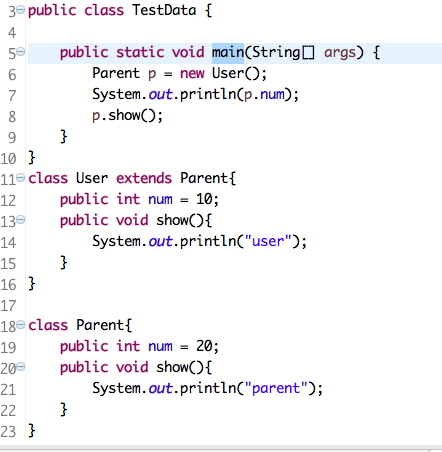 3 public class TestData {
4
5     public static void main(String[] args) {
6         Parent p = new User();
7         System.out.println(p.num);
8         p.show();
9     }
10 }
11 class User extends Parent{
12     public int num = 10;
13     public void show(){
14         System.out.println("user");
15     }
16 }
17
18 class Parent{
19     public int num = 20;
20     public void show(){
21         System.out.println("parent");
22     }
23 }